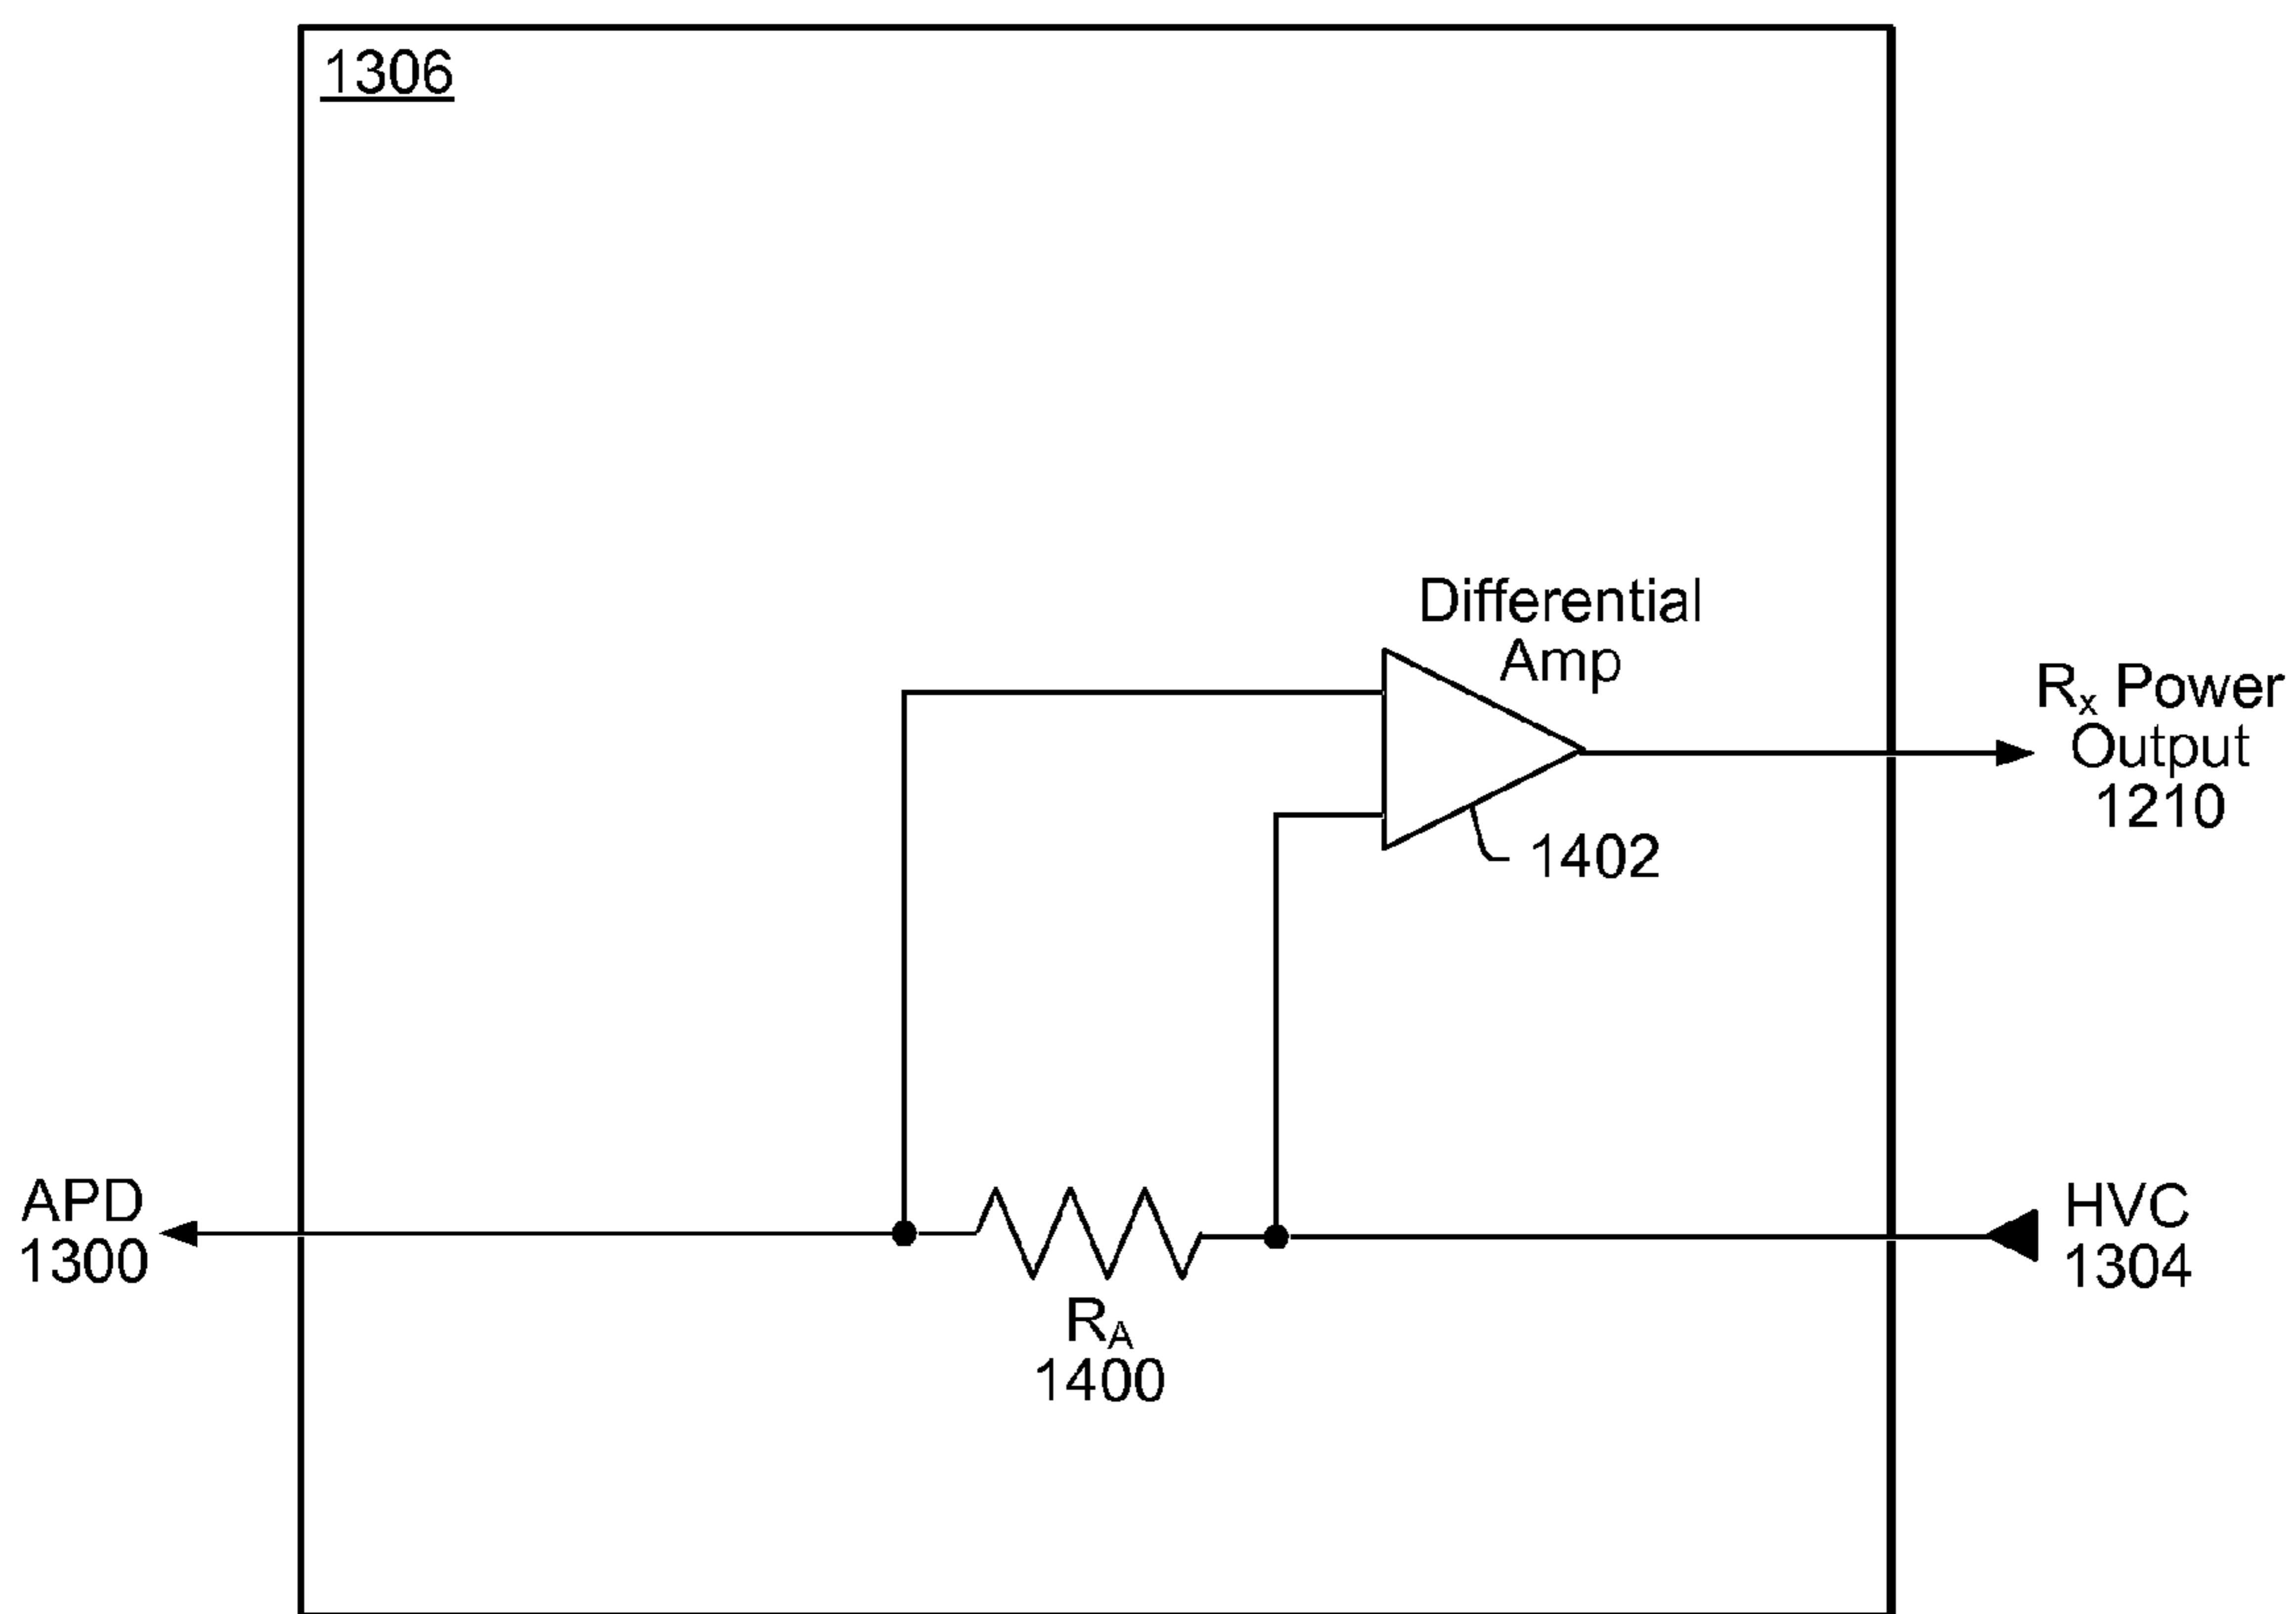 1306
Differential
Amp
Rx Power
Output
1210
1402
APD
1300
HVC
1304
RA
1400